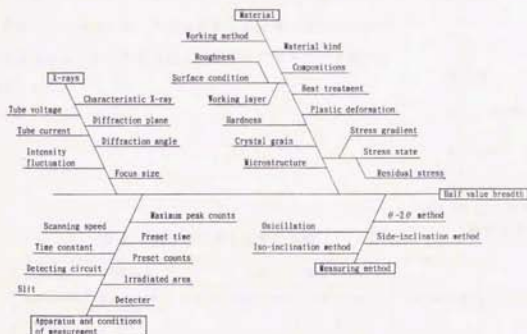 Material
Working method
Material kind
Roughness
Compositions
X-rays
Surface condition
Heat treatment
Characteristic X-ray
Working layer
Plastic deformation
Tube voltage
Diffraction plane
Hardness
Stress gradient
Tube current
Diffraction angle
Crystal grain
Stress state
Intensity
fluctuation
Focus size
Microstructure
Residual stress
Half value breadth
Maximum peak counts
θ-2θ method
Scanning speed
Preset time
Osicillation
Side-inclination method
Time constant
Preset counts
Iso-inclination method
Detecting circuit
Irradiated area
Measuring method
Slit
Detecter
Apparatus and conditions
of measurement